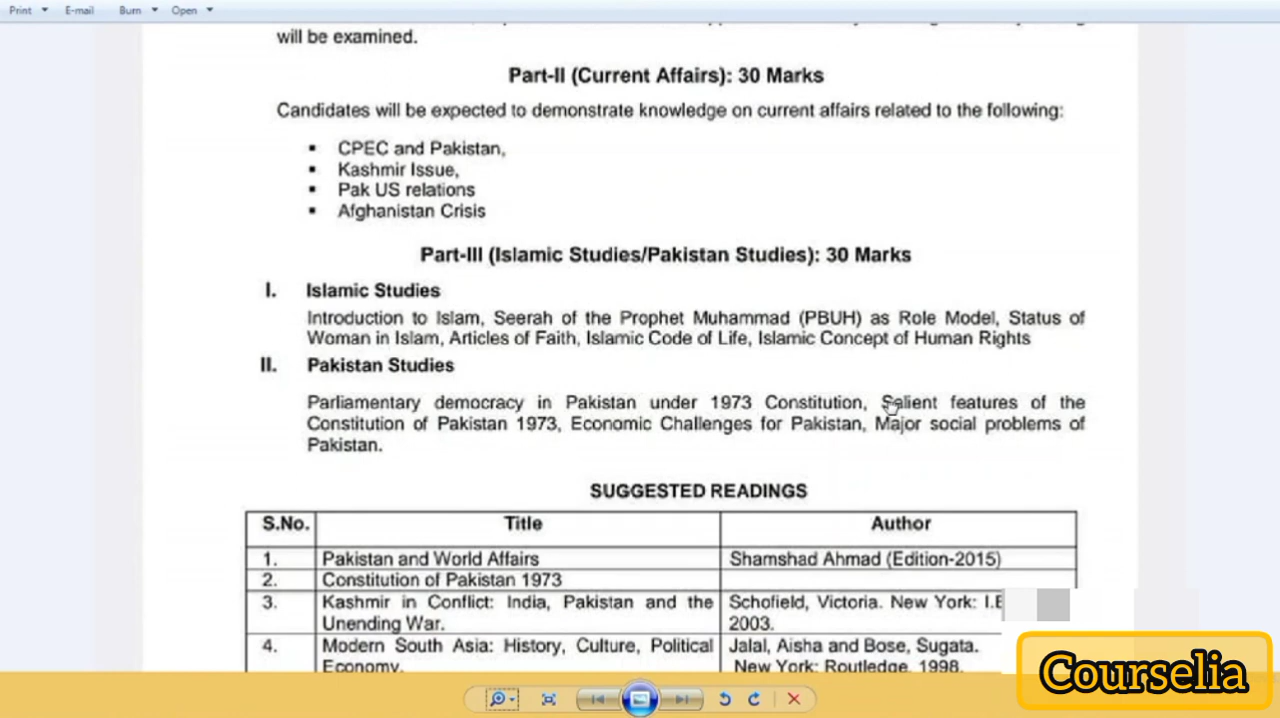 Print E-mail Burn Open
will be examined.
Part-II (Current Affairs): 30 Marks
Candidates will be expected to demonstrate knowledge on current affairs related to the following:
▪ CPEC and Pakistan,
▪ Kashmir Issue,
▪ Pak US relations
▪ Afghanistan Crisis
Part-III (Islamic Studies/Pakistan Studies): 30 Marks
I. Islamic Studies
Introduction to Islam, Seerah of the Prophet Muhammad (PBUH) as Role Model, Status of
Woman in Islam, Articles of Faith, Islamic Code of Life, Islamic Concept of Human Rights
II. Pakistan Studies
Parliamentary democracy in Pakistan under 1973 Constitution, Salient features of the
Constitution of Pakistan 1973, Economic Challenges for Pakistan, Major social problems of
Pakistan.
SUGGESTED READINGS
S.No. Title Author
1. Pakistan and World Affairs Shamshad Ahmad (Edition-2015)
2. Constitution of Pakistan 1973
3. Kashmir in Conflict: India, Pakistan and the Schofield, Victoria. New York: I.
Unending War. 2003.
4. Modern South Asia: History, Culture, Political Jalal, Aisha and Bose, Sugata.
Economy. New York: Routledge, 1998.
Courselia